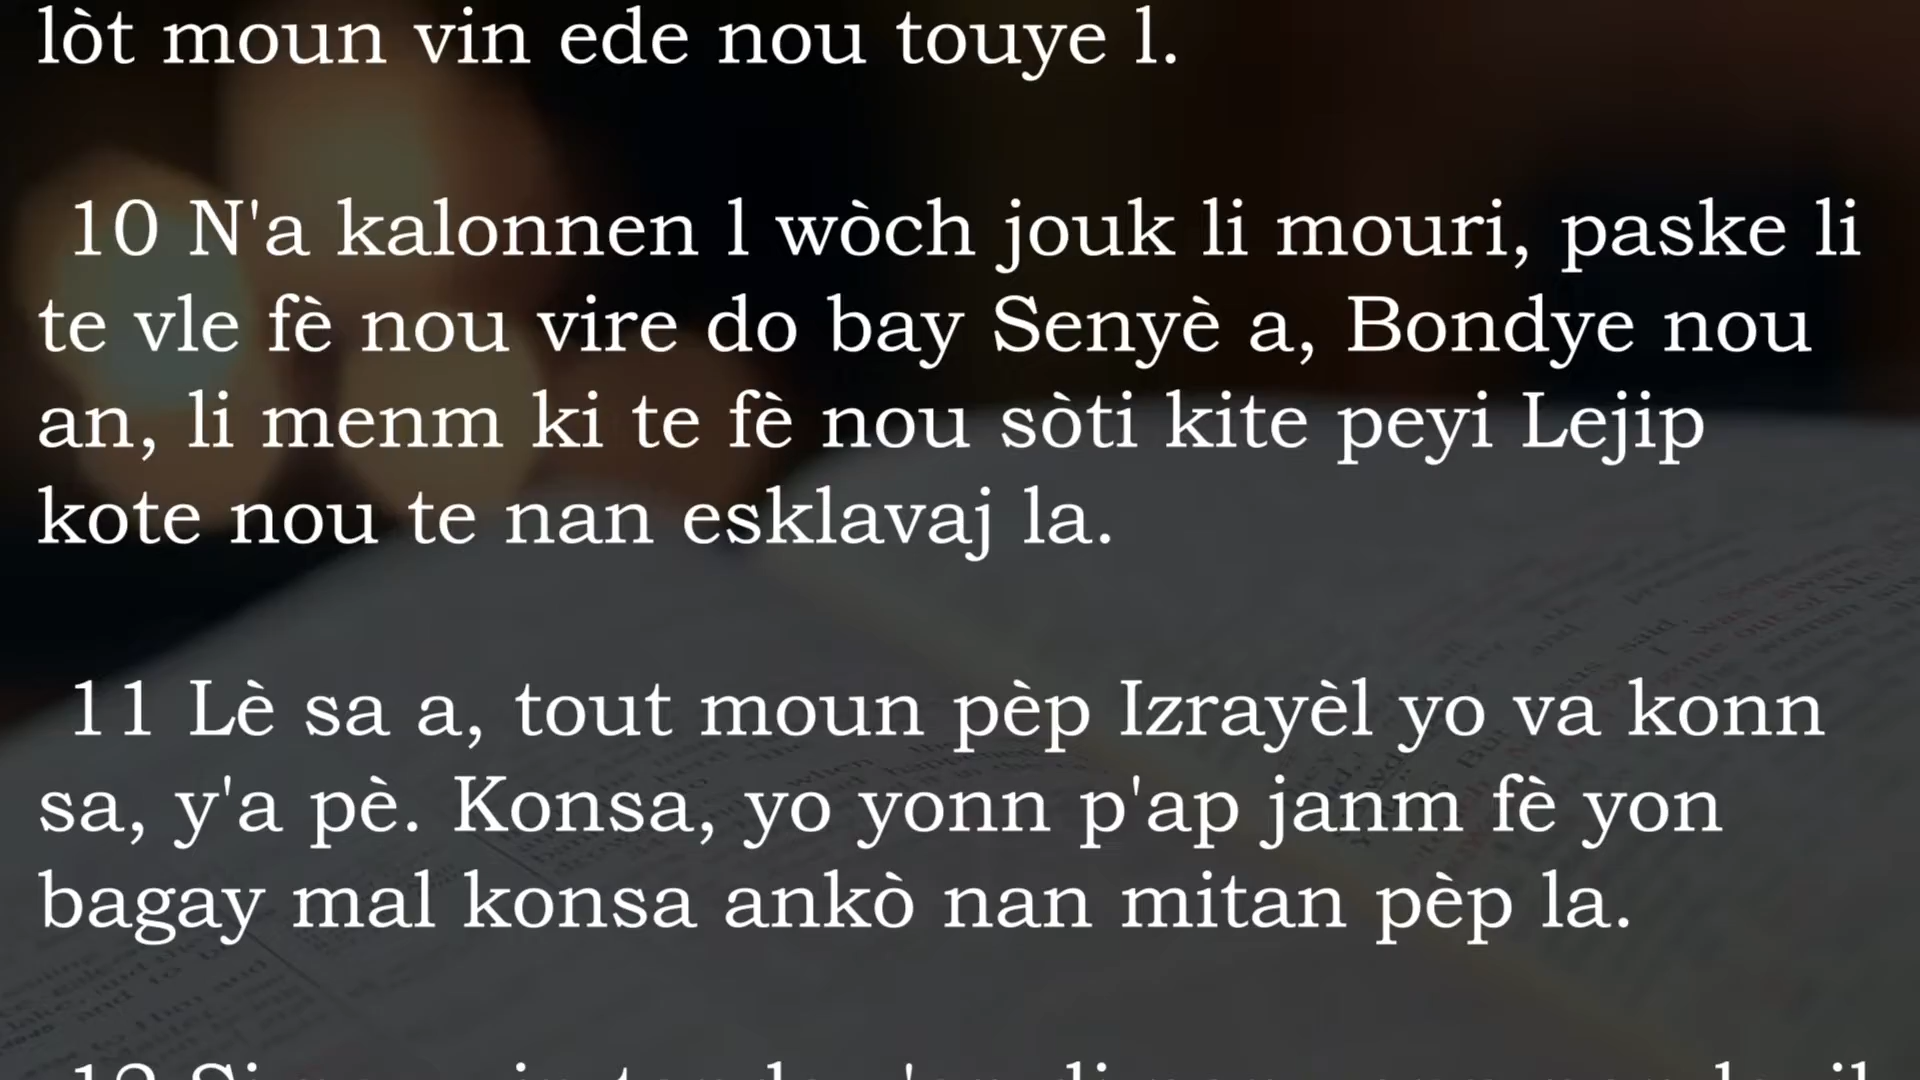 lòt moun vin ede nou touye l.
10 N'a kalonnen l wòch jouk li mouri, paske li
te vle fè nou vire do bay Senyè a, Bondye nou
an, li menm ki te fè nou sòti kite peyi Lejip
kote nou te nan esklavaj la.
11 Lè sa a, tout moun pèp Izrayèl yo va konn
sa, y'a pè. Konsa, yo yonn p'ap janm fè yon
bagay mal konsa ankò nan mitan pèp la.